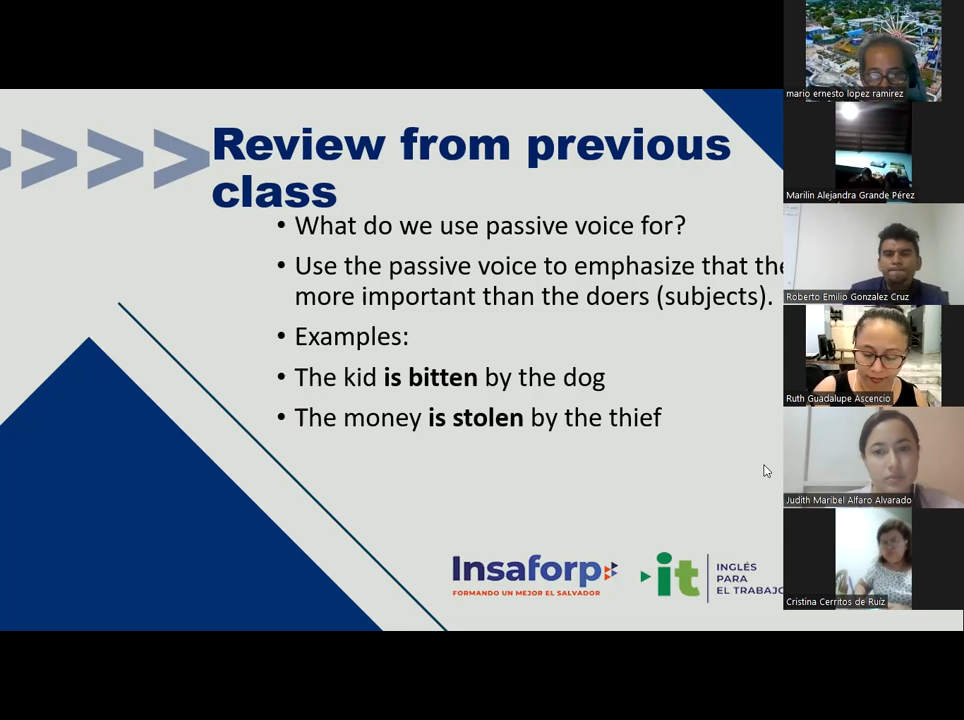 Review from previous
class
• What do we use passive voice for?
• Use the passive voice to emphasize that the
more important than the doers (subjects).
• Examples:
• The kid is bitten by the dog
• The money is stolen by the thief
Insaforp
FORMANDO UN MEJOR EL SALVADOR
it
INGLÉS
PARA
EL TRABAJO
mario ernesto lopez ramirez
Marilin Alejandra Grande Pérez
Roberto Emilio Gonzalez Cruz
Ruth Guadalupe Ascencio
Judith Maribel Alfaro Alvarado
Cristina Cerritos de Ruíz